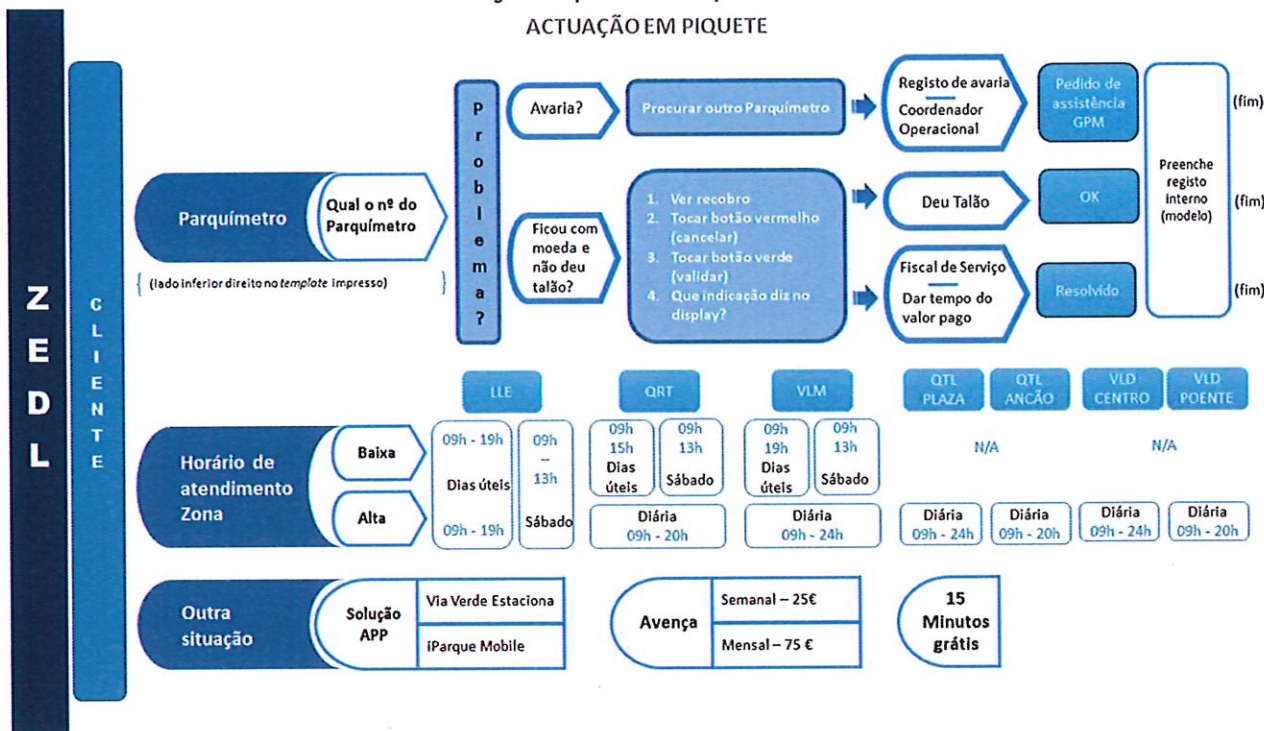 ACTUAÇÃO EM PIQUETE
ZEDL
CLIENTE
Parquímetro
Qual o nº do
Parquímetro
(lado inferior direito no template impresso)
Problema?
Avaria?
Procurar outro Parquímetro
Registo de avaria
Coordenador
Operacional
Pedido de
assistência
GPM
(fim)
Ficou com
moeda e
não deu
talão?
1. Ver recobro
2. Tocar botão vermelho
(cancelar)
3. Tocar botão verde
(validar)
4. Que indicação diz no
display?
Deu Talão
OK
(fim)
Fiscal de Serviço
Dar tempo do
valor pago
Resolvido
(fim)
Preenche
registo
Interno
(modelo)
Horário de
atendimento
Zona
Baixa
Alta
LLE
09h - 19h
Dias úteis
09h - 19h
09h
–
13h
Sábado
QRT
09h
15h
Dias
úteis
09h
13h
Sábado
Diária
09h - 20h
VLM
09h
19h
Dias
úteis
09h
13h
Sábado
Diária
09h - 24h
QTL
PLAZA
QTL
ANCÃO
N/A
Diária
09h - 24h
Diária
09h - 20h
VLD
CENTRO
VLD
POENTE
N/A
Diária
09h - 24h
Diária
09h - 20h
Outra
situação
Solução
APP
Via Verde Estaciona
iParque Mobile
Avença
Semanal – 25€
Mensal – 75 €
15
Minutos
grátis